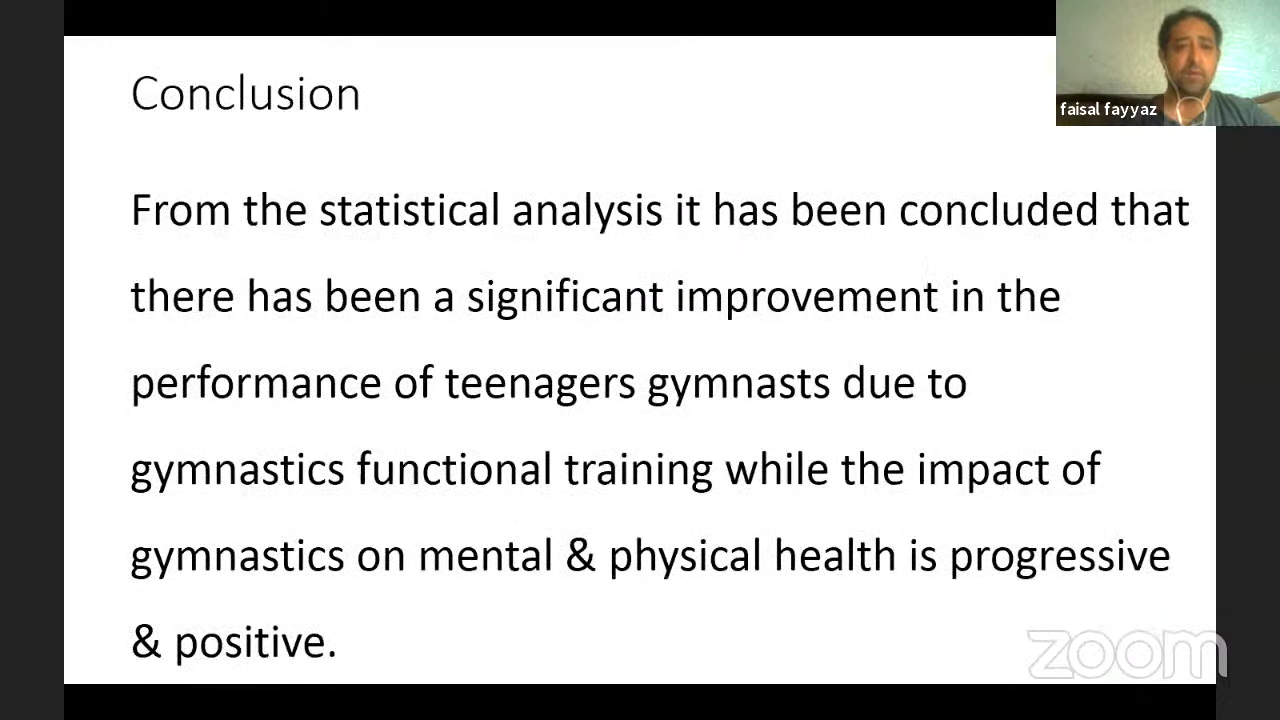 Conclusion
faisal fayyaz
From the statistical analysis it has been concluded that
there has been a significant improvement in the
performance of teenagers gymnasts due to
gymnastics functional training while the impact of
gymnastics on mental & physical health is progressive
& positive.
zoom